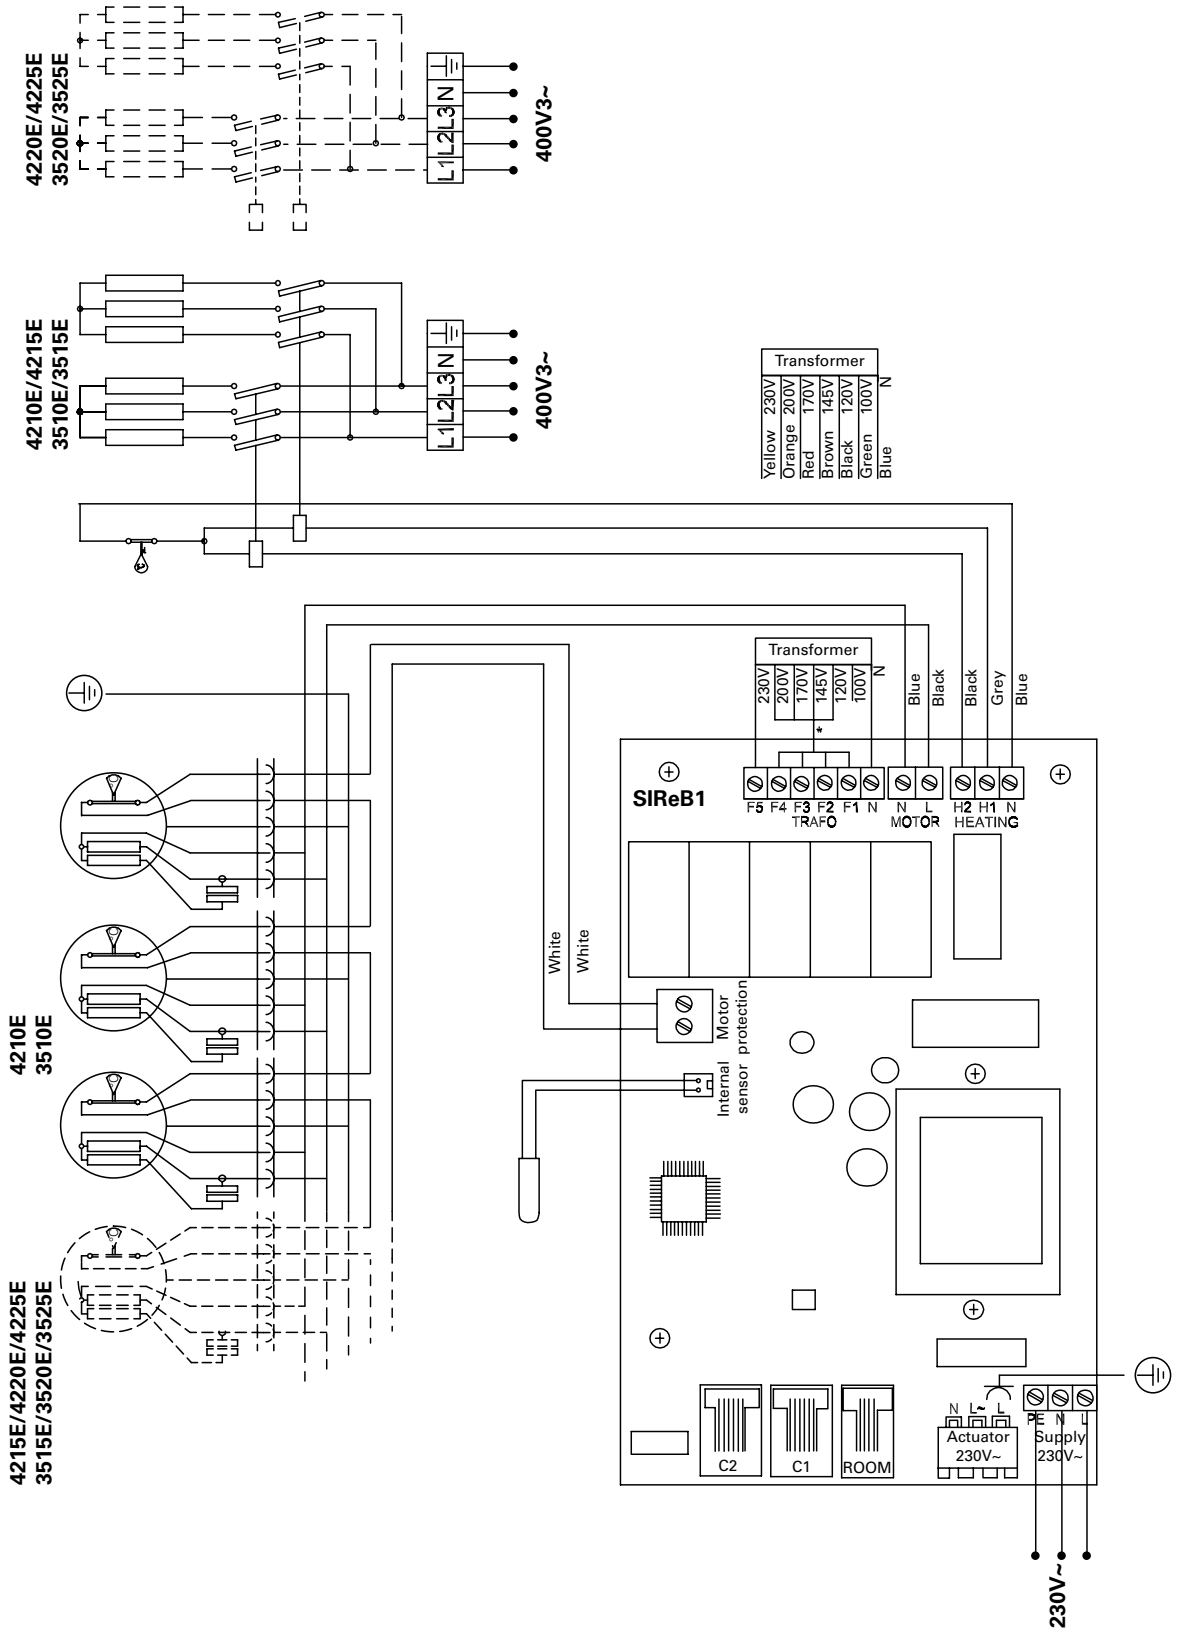 4220E/4225E
3520E/3525E
L1
L2
L3
N
400V3~
4210E/4215E
3510E/3515E
L1
L2
L3
N
400V3~
Transformer
Yellow 230V
Orange 200V
Red 170V
Brown 145V
Black 120V
Green 100V
Blue N
Transformer
230V
200V
170V
145V
120V
100V
N
*
Blue
Black
Black
Grey
Blue
SIReB1
F5 F4 F3 F2 F1 N
TRAFO
N L
MOTOR
H2 H1 N
HEATING
White
White
4210E
3510E
Motor
protection
Internal
sensor
4215E/4220E/4225E
3515E/3520E/3525E
C2
C1
ROOM
N L~ L
Actuator
230V~
PE N L
Supply
230V~
230V~